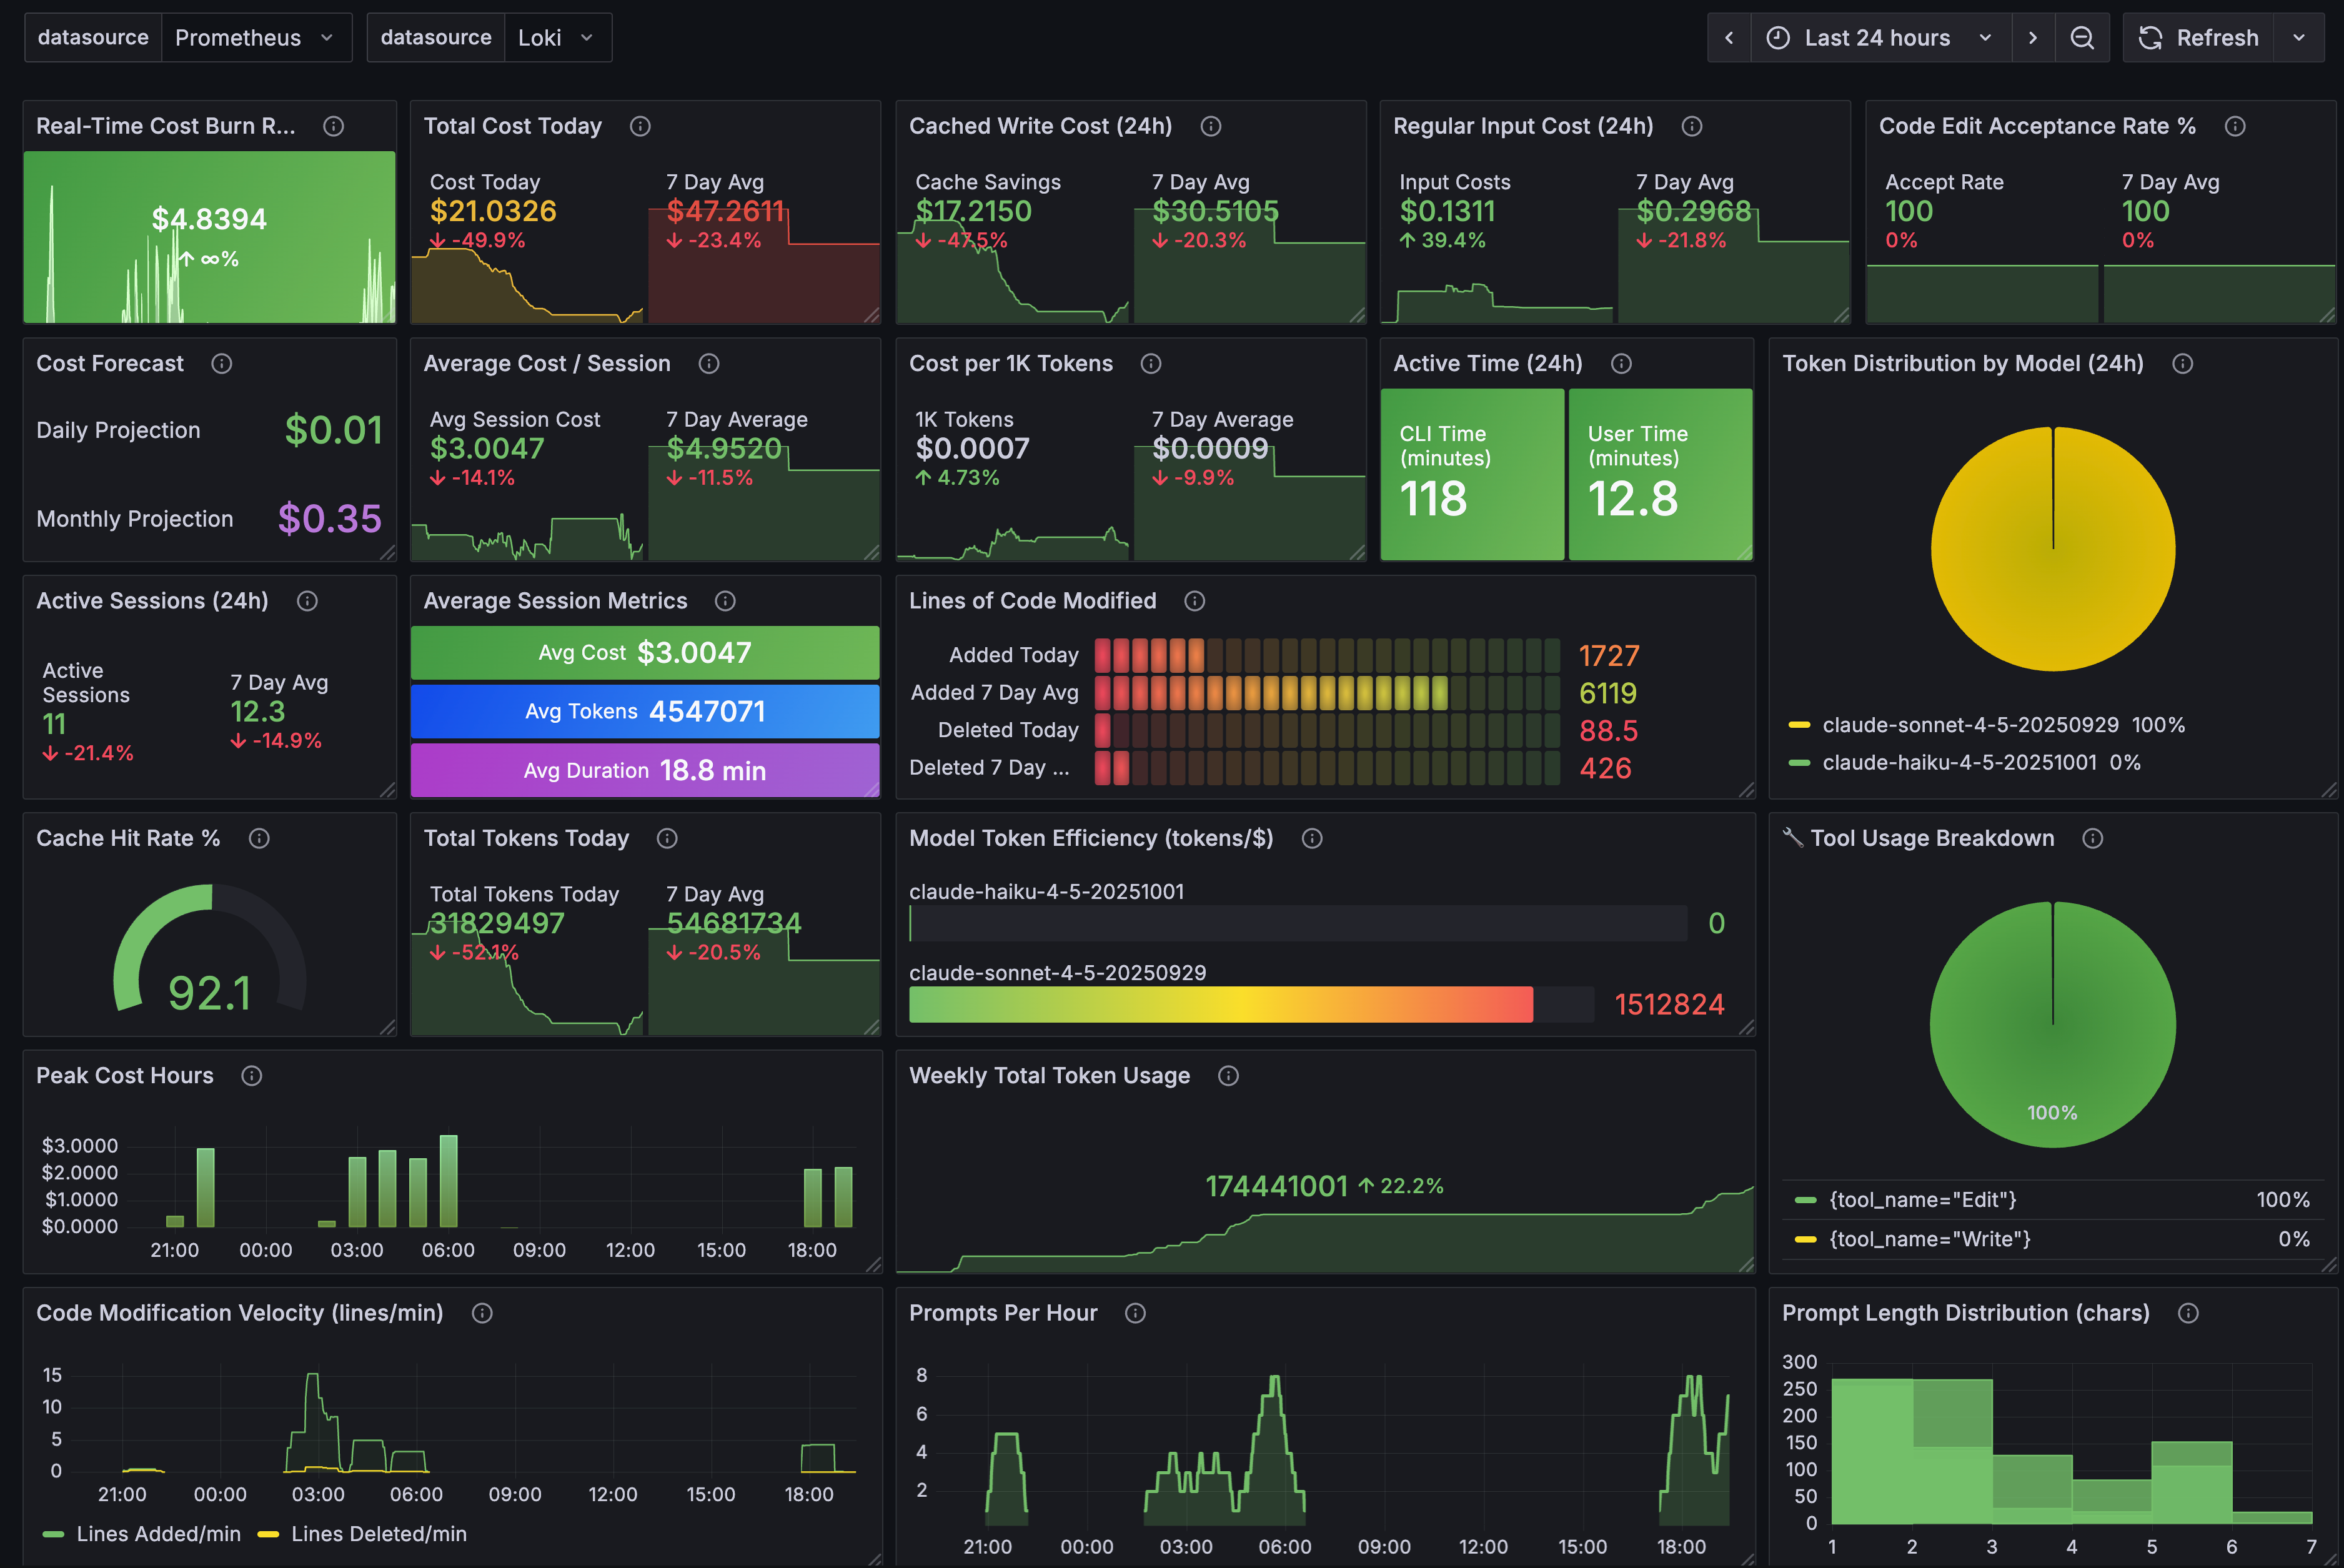 datasource Prometheus datasource Loki Last 24 hours Refresh
Real-Time Cost Burn R...
$4.8394
↑ ∞%
Total Cost Today
Cost Today 7 Day Avg
$21.0326 $47.2611
↓ -49.9% ↓ -23.4%
Cached Write Cost (24h)
Cache Savings 7 Day Avg
$17.2150 $30.5105
↓ -47.5% ↓ -20.3%
Regular Input Cost (24h)
Input Costs 7 Day Avg
$0.1311 $0.2968
↑ 39.4% ↓ -21.8%
Code Edit Acceptance Rate %
Accept Rate 7 Day Avg
100 100
0% 0%
Cost Forecast
Daily Projection $0.01
Monthly Projection $0.35
Average Cost / Session
Avg Session Cost 7 Day Average
$3.0047 $4.9520
↓ -14.1% ↓ -11.5%
Cost per 1K Tokens
1K Tokens 7 Day Average
$0.0007 $0.0009
↑ 4.73% ↓ -9.9%
Active Time (24h)
CLI Time User Time
(minutes) (minutes)
118 12.8
Token Distribution by Model (24h)
claude-sonnet-4-5-20250929 100%
claude-haiku-4-5-20251001 0%
Active Sessions (24h)
Active
Sessions 7 Day Avg
11 12.3
↓ -21.4% ↓ -14.9%
Average Session Metrics
Avg Cost $3.0047
Avg Tokens 4547071
Avg Duration 18.8 min
Lines of Code Modified
Added Today 1727
Added 7 Day Avg 6119
Deleted Today 88.5
Deleted 7 Day ... 426
Cache Hit Rate %
92.1
Total Tokens Today
Total Tokens Today 7 Day Avg
31829497 54681734
↓ -52.1% ↓ -20.5%
Model Token Efficiency (tokens/$)
claude-haiku-4-5-20251001
0
claude-sonnet-4-5-20250929
1512824
Tool Usage Breakdown
100%
{tool_name="Edit"} 100%
{tool_name="Write"} 0%
Peak Cost Hours
$3.0000
$2.0000
$1.0000
$0.0000
21:00 00:00 03:00 06:00 09:00 12:00 15:00 18:00
Weekly Total Token Usage
174441001 ↑ 22.2%
Code Modification Velocity (lines/min)
15
10
5
0
21:00 00:00 03:00 06:00 09:00 12:00 15:00 18:00
Lines Added/min Lines Deleted/min
Prompts Per Hour
8
6
4
2
21:00 00:00 03:00 06:00 09:00 12:00 15:00 18:00
Prompt Length Distribution (chars)
300
250
200
150
100
50
0
1 2 3 4 5 6 7